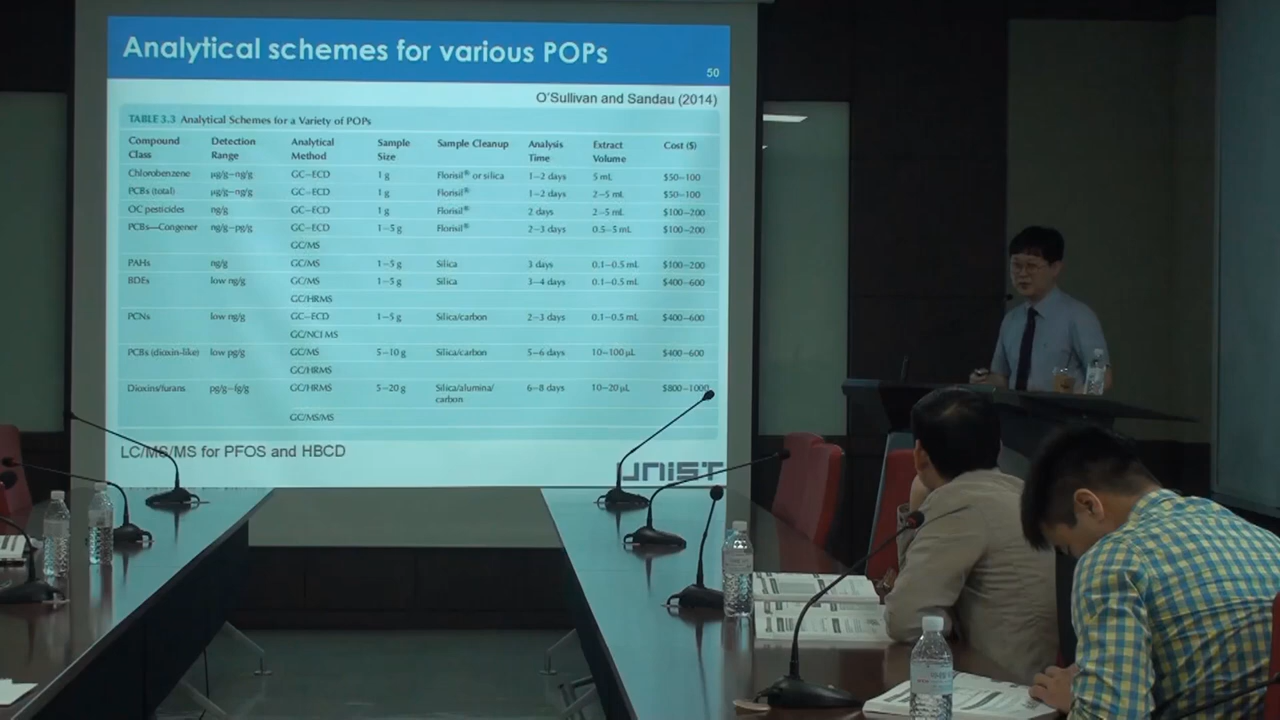 Analytical schemes for various POPs
50
O'Sullivan and Sandau (2014)
TABLE 3.3 Analytical Schemes for a Variety of POPs
Compound Class Detection Range Analytical Method Sample Size Sample Cleanup Analysis Time Extract Volume Cost ($)
Chlorobenzene μg/g–ng/g GC–ECD 1 g Florisil® or silica 1–2 days 5 mL $50–100
PCBs (total) μg/g–ng/g GC–ECD 1 g Florisil® 1–2 days 2–5 mL $50–100
OC pesticides ng/g GC–ECD 1 g Florisil® 2 days 2–5 mL $100–200
PCBs—Congener ng/g–pg/g GC–ECD 1–5 g Florisil® 2–3 days 0.5–5 mL $100–200
GC/MS
PAHs ng/g GC/MS 1–5 g Silica 3 days 0.1–0.5 mL $100–200
BDEs low ng/g GC/MS 1–5 g Silica 3–4 days 0.1–0.5 mL $400–600
GC/HRMS
PCNs low ng/g GC–ECD 1–5 g Silica/carbon 2–3 days 0.1–0.5 mL $400–600
GC/NCI MS
PCBs (dioxin-like) low pg/g GC/MS 5–10 g Silica/carbon 5–6 days 10–100 μL $400–600
GC/HRMS
Dioxins/furans pg/g–fg/g GC/HRMS 5–20 g Silica/alumina/carbon 6–8 days 10–20 μL $800–1000
GC/MS/MS
LC/MS/MS for PFOS and HBCD
UNIST